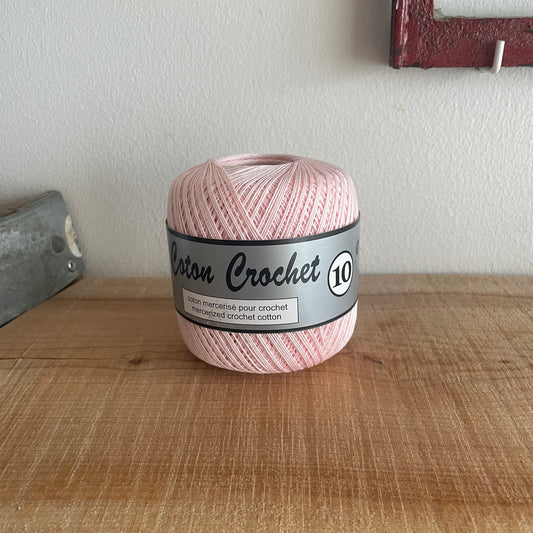 Coton Crochet 10
coton mercerisé pour crochet
mercerized crochet cotton